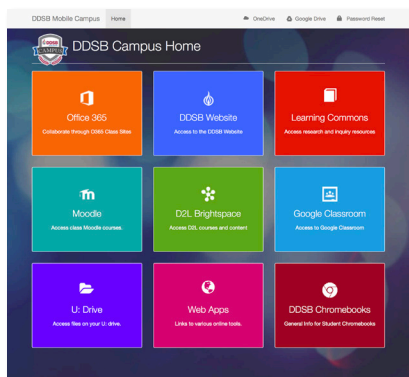 DDSB Mobile Campus Home OneDrive Google Drive Password Reset
DDSB
CAMPUS
DDSB Campus Home
Office 365 DDSB Website Learning Commons
Collaborate through O365 Class Sites Access to the DDSB Website Access research and inquiry resources
m
Moodle D2L Brightspace Google Classroom
Access class Moodle courses. Access D2L courses and content Access to Google Classroom
U: Drive Web Apps DDSB Chromebooks
Access files on your U: drive. Links to various online tools. General Info for Student Chromebooks